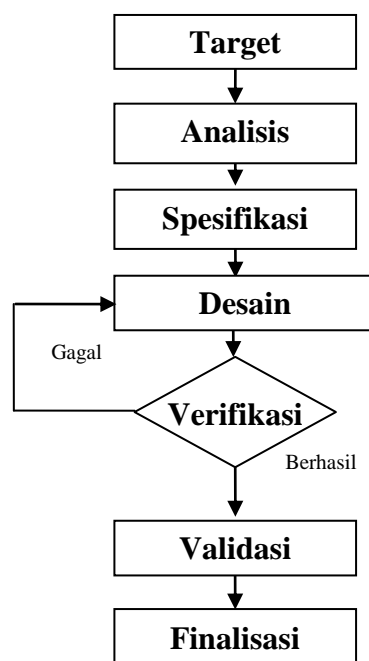 Target
Analisis
Spesifikasi
Desain
Gagal
Verifikasi
Berhasil
Validasi
Finalisasi